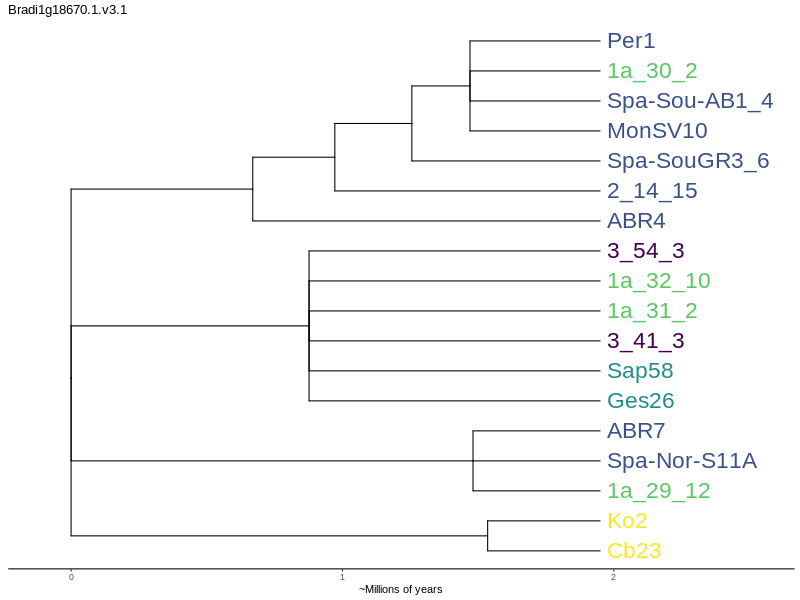 Bradi1g18670.1.v3.1
Per1
1a_30_2
Spa-Sou-AB1_4
MonSV10
Spa-SouGR3_6
2_14_15
ABR4
3_54_3
1a_32_10
1a_31_2
3_41_3
Sap58
Ges26
ABR7
Spa-Nor-S11A
1a_29_12
Ko2
Cb23
0 1 2
~Millions of years